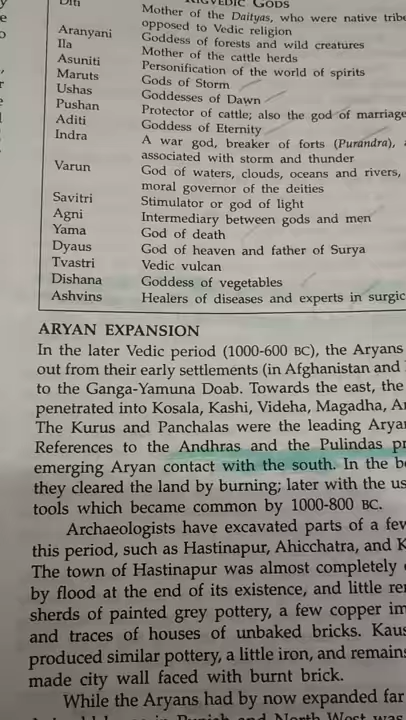 RIGVEDIC GODS
Diti Mother of the Daityas, who were native tribe
opposed to Vedic religion
Aranyani Goddess of forests and wild creatures
Ila Mother of the cattle herds
Asuniti Personification of the world of spirits
Maruts Gods of Storm
Ushas Goddesses of Dawn
Pushan Protector of cattle; also the god of marriage
Aditi Goddess of Eternity
Indra A war god, breaker of forts (Purandra),
associated with storm and thunder
Varun God of waters, clouds, oceans and rivers,
moral governor of the deities
Savitri Stimulator or god of light
Agni Intermediary between gods and men
Yama God of death
Dyaus God of heaven and father of Surya
Tvastri Vedic vulcan
Dishana Goddess of vegetables
Ashvins Healers of diseases and experts in surgic
ARYAN EXPANSION
In the later Vedic period (1000-600 BC), the Aryans
out from their early settlements (in Afghanistan and
to the Ganga-Yamuna Doab. Towards the east, the
penetrated into Kosala, Kashi, Videha, Magadha, A
The Kurus and Panchalas were the leading Arya
References to the Andhras and the Pulindas pr
emerging Aryan contact with the south. In the be
they cleared the land by burning; later with the us
tools which became common by 1000-800 BC.
Archaeologists have excavated parts of a few
this period, such as Hastinapur, Ahicchatra, and K
The town of Hastinapur was almost completely
by flood at the end of its existence, and little re
sherds of painted grey pottery, a few copper im
and traces of houses of unbaked bricks. Kaus
produced similar pottery, a little iron, and remains
made city wall faced with burnt brick.
While the Aryans had by now expanded far
and North West was